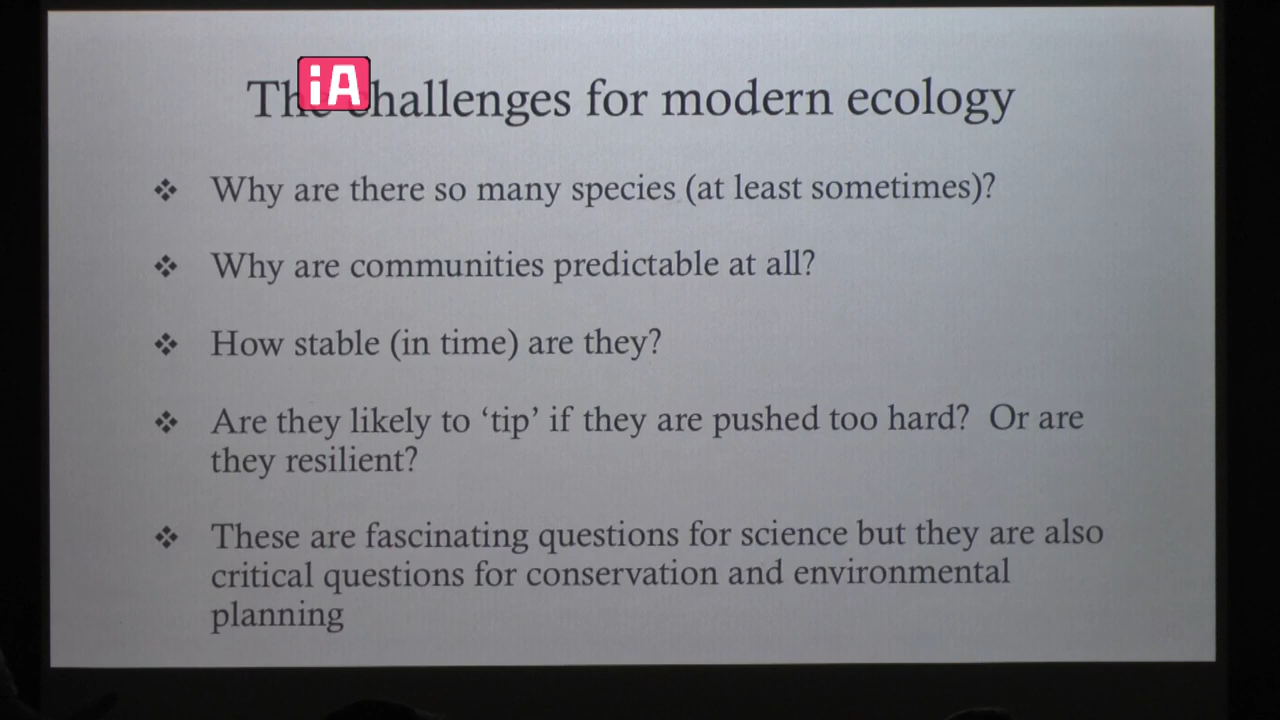 iA
The challenges for modern ecology
❖ Why are there so many species (at least sometimes)?
❖ Why are communities predictable at all?
❖ How stable (in time) are they?
❖ Are they likely to ‘tip’ if they are pushed too hard? Or are
they resilient?
❖ These are fascinating questions for science but they are also
critical questions for conservation and environmental
planning